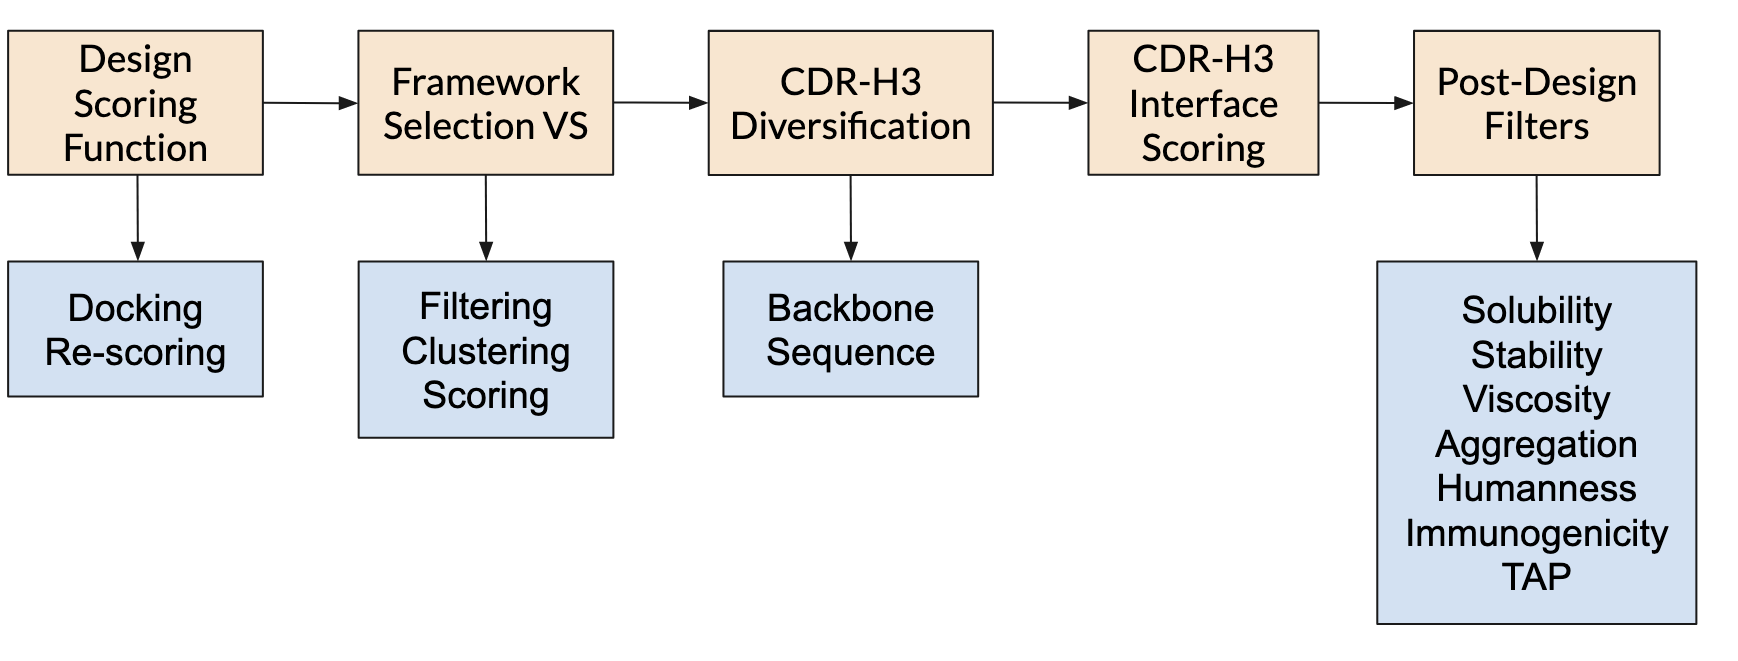 Design
Scoring
Function
Framework
Selection VS
CDR-H3
Diversification
CDR-H3
Interface
Scoring
Post-Design
Filters
Docking
Re-scoring
Filtering
Clustering
Scoring
Backbone
Sequence
Solubility
Stability
Viscosity
Aggregation
Humanness
Immunogenicity
TAP